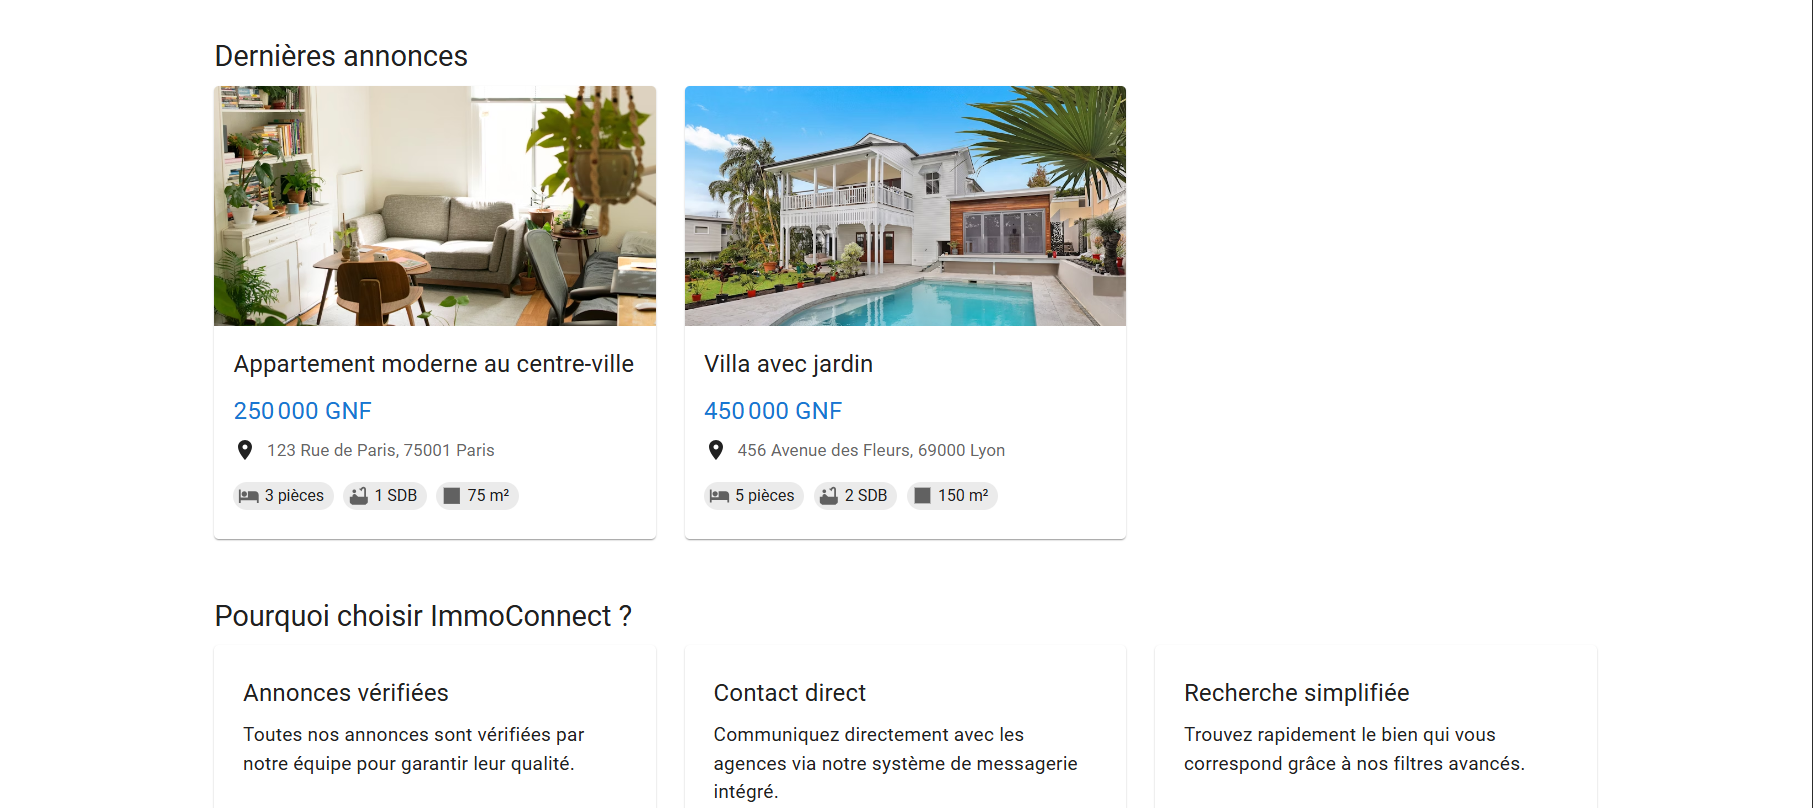 Dernières annonces
Appartement moderne au centre-ville
250 000 GNF
123 Rue de Paris, 75001 Paris
3 pièces
1 SDB
75 m²
Villa avec jardin
450 000 GNF
456 Avenue des Fleurs, 69000 Lyon
5 pièces
2 SDB
150 m²
Pourquoi choisir ImmoConnect ?
Annonces vérifiées
Toutes nos annonces sont vérifiées par
notre équipe pour garantir leur qualité.
Contact direct
Communiquez directement avec les
agences via notre système de messagerie
intégré.
Recherche simplifiée
Trouvez rapidement le bien qui vous
correspond grâce à nos filtres avancés.